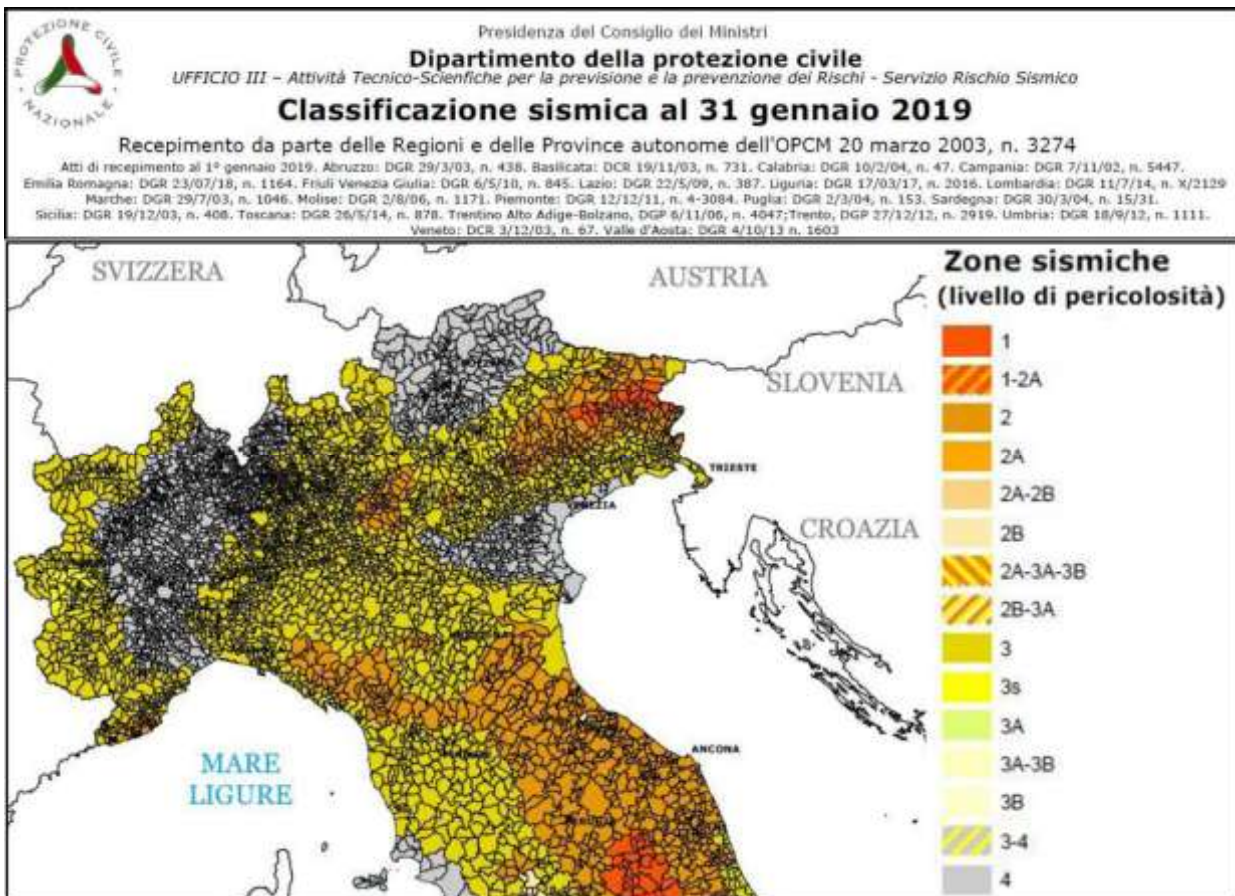 PROTEZIONE CIVILE
NAZIONALE
Presidenza del Consiglio dei Ministri
Dipartimento della protezione civile
UFFICIO III – Attività Tecnico-Scienfiche per la previsione e la prevenzione dei Rischi - Servizio Rischio Sismico
Classificazione sismica al 31 gennaio 2019
Recepimento da parte delle Regioni e delle Province autonome dell'OPCM 20 marzo 2003, n. 3274
Atti di recepimento al 1º gennaio 2019. Abruzzo: DGR 29/3/03, n. 438. Basilicata: DCR 19/11/03, n. 731. Calabria: DGR 10/2/04, n. 47. Campania: DGR 7/11/02, n. 5447.
Emilia Romagna: DGR 23/07/18, n. 1164. Friuli Venezia Giulia: DGR 6/5/10, n. 845. Lazio: DGR 22/5/09, n. 387. Liguria: DGR 17/03/17, n. 2016. Lombardia: DGR 11/7/14, n. X/2129
Marche: DGR 29/7/03, n. 1046. Molise: DGR 2/8/06, n. 1171. Piemonte: DGR 12/12/11, n. 4-3084. Puglia: DGR 2/3/04, n. 153. Sardegna: DGR 30/3/04, n. 15/31.
Sicilia: DGR 19/12/03, n. 408. Toscana: DGR 26/5/14, n. 878. Trentino Alto Adige-Bolzano, DGP 6/11/06, n. 4047;Trento, DGP 27/12/12, n. 2919. Umbria: DGR 18/9/12, n. 1111.
Veneto: DCR 3/12/03, n. 67. Valle d'Aosta: DGR 4/10/13 n. 1603
SVIZZERA
AUSTRIA
SLOVENIA
TRIESTE
CROAZIA
ANCONA
MARE
LIGURE
Zone sismiche
(livello di pericolosità)
1
1-2A
2
2A
2A-2B
2B
2A-3A-3B
2B-3A
3
3s
3A
3A-3B
3B
3-4
4